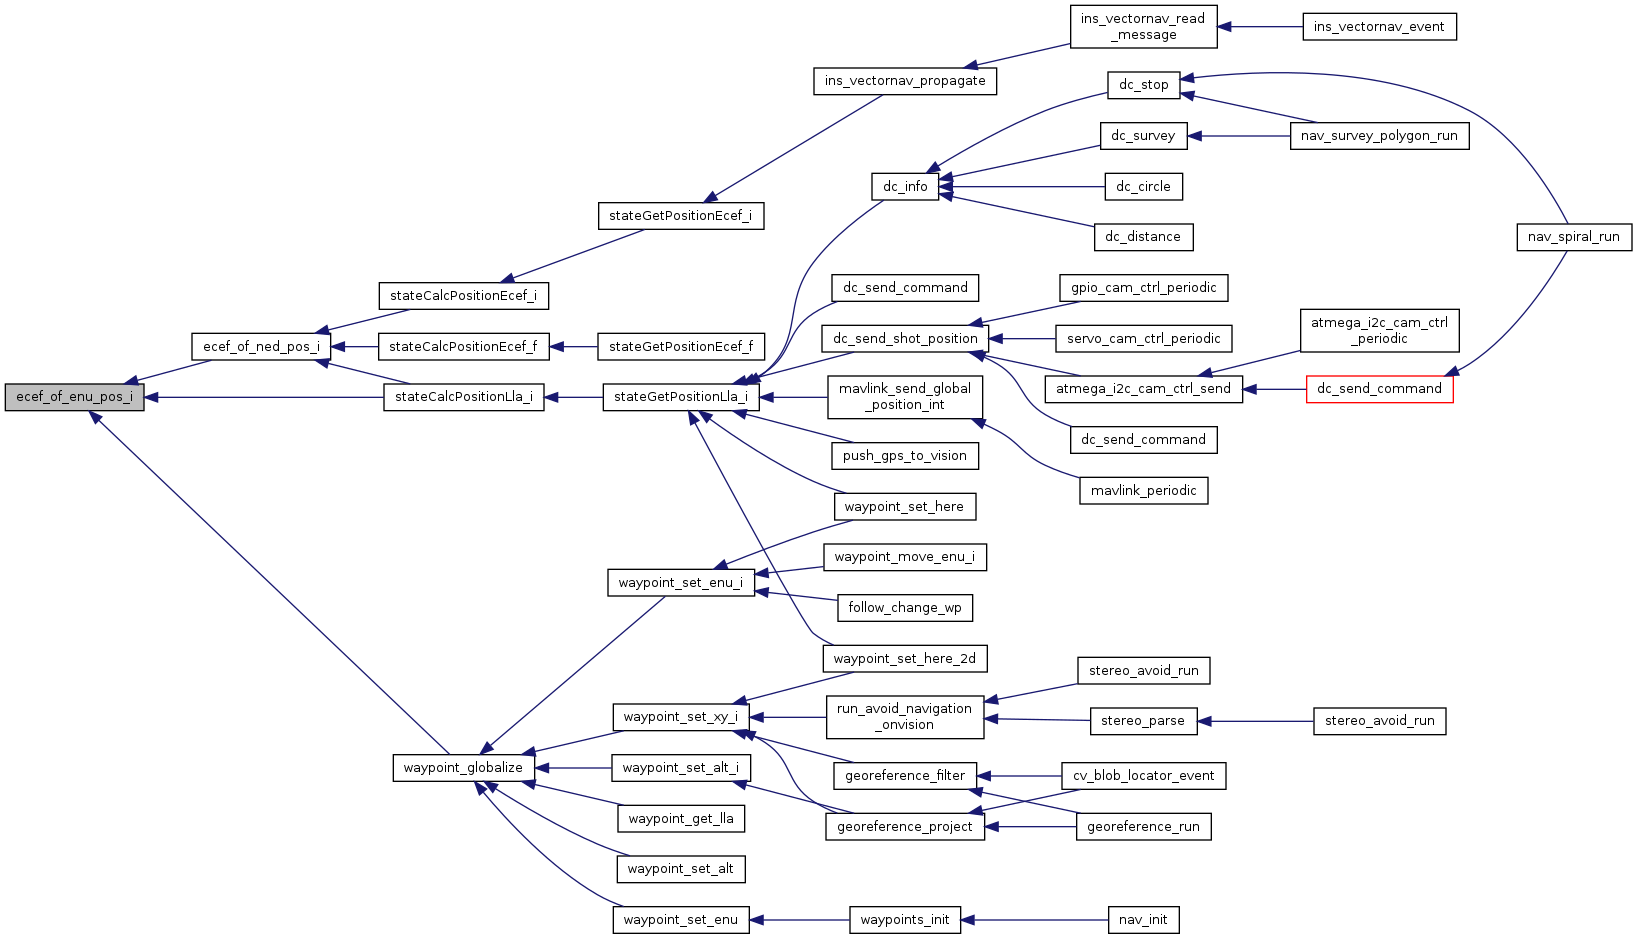 ins_vectornav_read
_message
ins_vectornav_event
ins_vectornav_propagate
dc_stop
dc_survey
nav_survey_polygon_run
dc_info
dc_circle
stateGetPositionEcef_i
dc_distance
nav_spiral_run
stateCalcPositionEcef_i
dc_send_command
gpio_cam_ctrl_periodic
atmega_i2c_cam_ctrl
_periodic
ecef_of_ned_pos_i
stateCalcPositionEcef_f
stateGetPositionEcef_f
dc_send_shot_position
servo_cam_ctrl_periodic
ecef_of_enu_pos_i
stateCalcPositionLla_i
stateGetPositionLla_i
mavlink_send_global
_position_int
atmega_i2c_cam_ctrl_send
dc_send_command
dc_send_command
push_gps_to_vision
mavlink_periodic
waypoint_set_here
waypoint_move_enu_i
waypoint_set_enu_i
follow_change_wp
waypoint_set_here_2d
stereo_avoid_run
waypoint_set_xy_i
run_avoid_navigation
_onvision
stereo_parse
stereo_avoid_run
waypoint_globalize
waypoint_set_alt_i
georeference_filter
cv_blob_locator_event
waypoint_get_lla
georeference_project
georeference_run
waypoint_set_alt
waypoint_set_enu
waypoints_init
nav_init